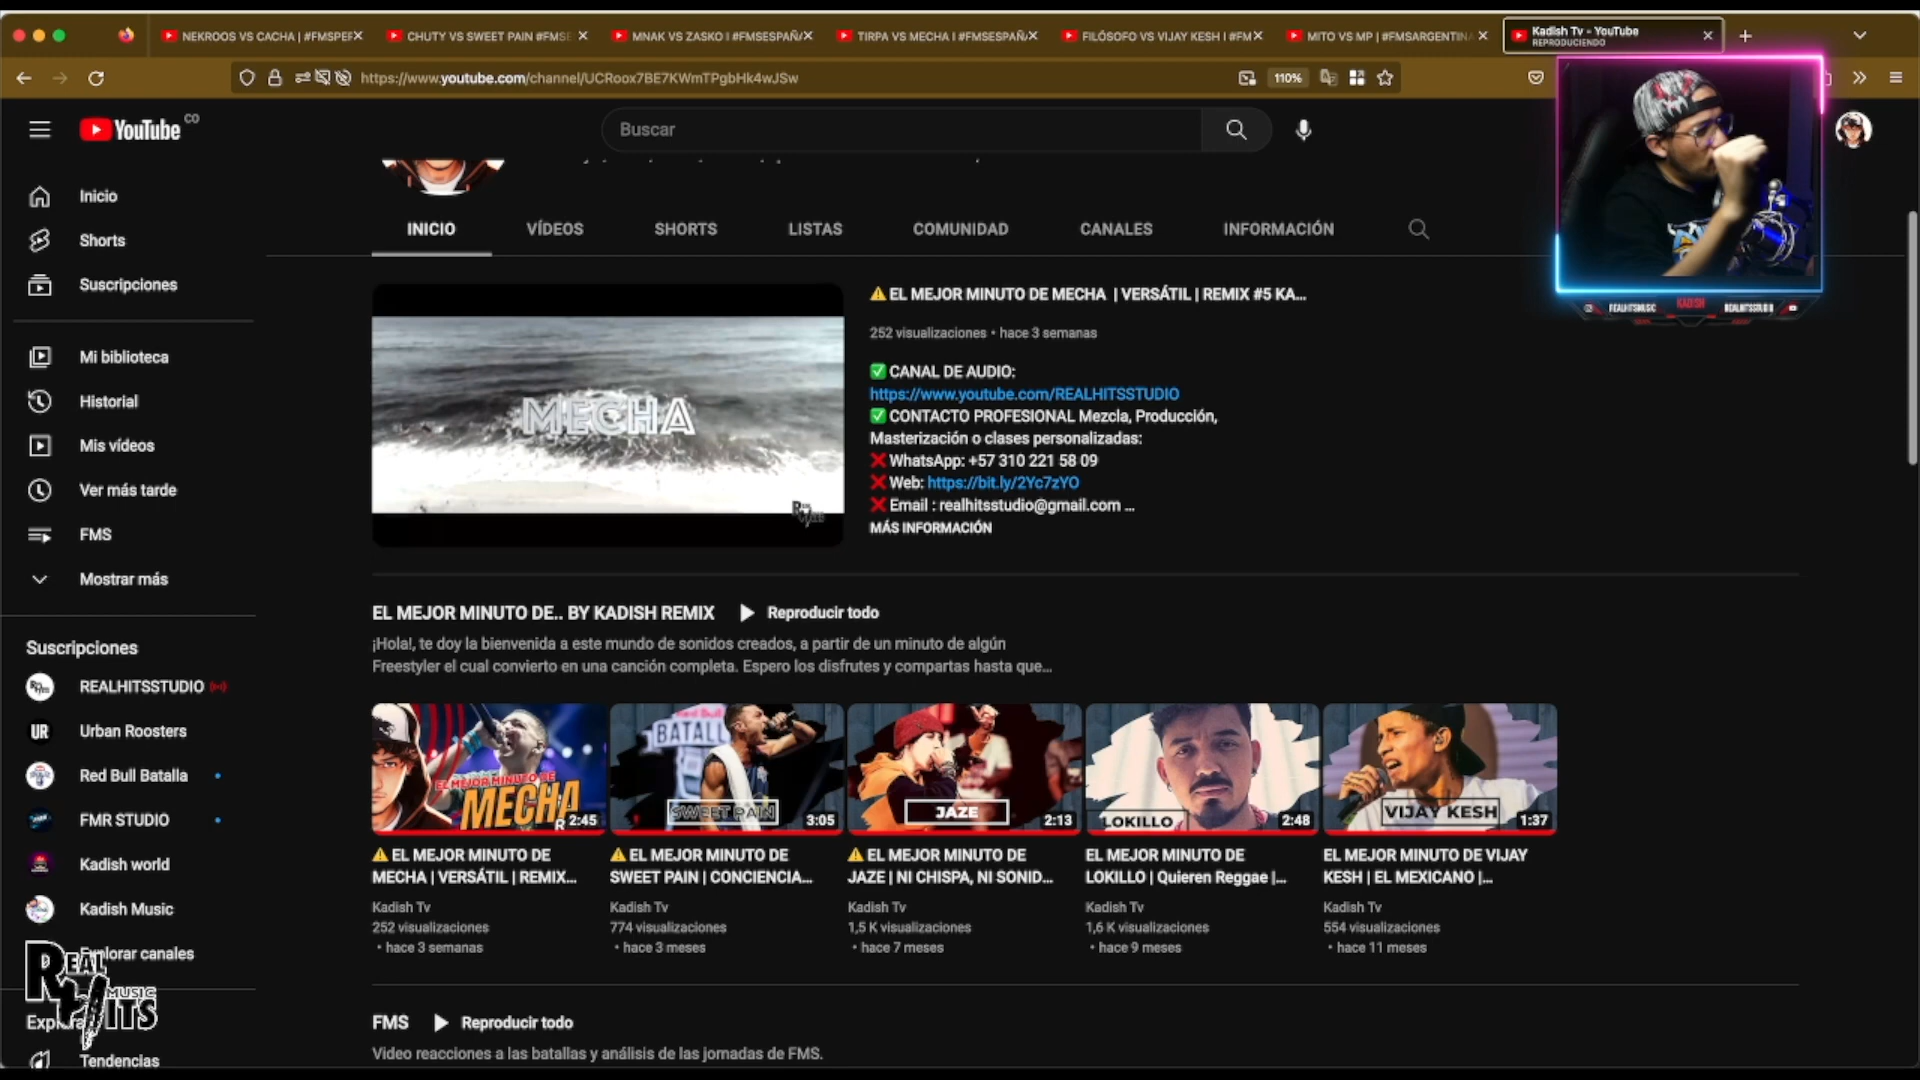 NEKROOS VS CACHA | #FMSPER
CHUTY VS SWEET PAIN #FMSE
MNAK VS ZASKO I #FMSESPAÑA
TIRPA VS MECHA I #FMSESPAÑA
FILÓSOFO VS VIJAY KESH I #FM
MITO VS MP | #FMSARGENTINA
Kadish Tv - YouTube
REPRODUCIENDO
https://www.youtube.com/channel/UCRoox7BE7KWmTPgbHk4wJSw
110%
YouTube CO
Buscar
Inicio
Shorts
Suscripciones
Mi biblioteca
Historial
Mis vídeos
Ver más tarde
FMS
Mostrar más
Suscripciones
REALHITSSTUDIO
Urban Roosters
Red Bull Batalla
FMR STUDIO
Kadish world
Kadish Music
Explorar canales
Explora
Tendencias
REAL HITS
MUSIC
INICIO
VÍDEOS
SHORTS
LISTAS
COMUNIDAD
CANALES
INFORMACIÓN
REALHITSMUSIC
KADISH
REALHITSSTUDIO
MECHA
⚠️EL MEJOR MINUTO DE MECHA | VERSÁTIL | REMIX #5 KA...
252 visualizaciones • hace 3 semanas
✅ CANAL DE AUDIO:
https://www.youtube.com/REALHITSSTUDIO
✅ CONTACTO PROFESIONAL Mezcla, Producción,
Masterización o clases personalizadas:
❌ WhatsApp: +57 310 221 58 09
❌ Web: https://bit.ly/2Yc7zYO
❌ Email : realhitsstudio@gmail.com ...
MÁS INFORMACIÓN
EL MEJOR MINUTO DE.. BY KADISH REMIX
Reproducir todo
¡Hola!, te doy la bienvenida a este mundo de sonidos creados, a partir de un minuto de algún
Freestyler el cual convierto en una canción completa. Espero los disfrutes y compartas hasta que...
EL MEJOR MINUTO DE
MECHA
2:45
BATALL
SWEET PAIN
3:05
JAZE
2:13
LOKILLO
2:48
VIJAY KESH
1:37
⚠️EL MEJOR MINUTO DE
MECHA | VERSÁTIL | REMIX...
Kadish Tv
252 visualizaciones
• hace 3 semanas
⚠️EL MEJOR MINUTO DE
SWEET PAIN | CONCIENCIA...
Kadish Tv
774 visualizaciones
• hace 3 meses
⚠️EL MEJOR MINUTO DE
JAZE | NI CHISPA, NI SONID...
Kadish Tv
1,5 K visualizaciones
• hace 7 meses
EL MEJOR MINUTO DE
LOKILLO | Quieren Reggae |...
Kadish Tv
1,6 K visualizaciones
• hace 9 meses
EL MEJOR MINUTO DE VIJAY
KESH | EL MEXICANO |...
Kadish Tv
554 visualizaciones
• hace 11 meses
FMS
Reproducir todo
Video reacciones a las batallas y análisis de las jornadas de FMS.